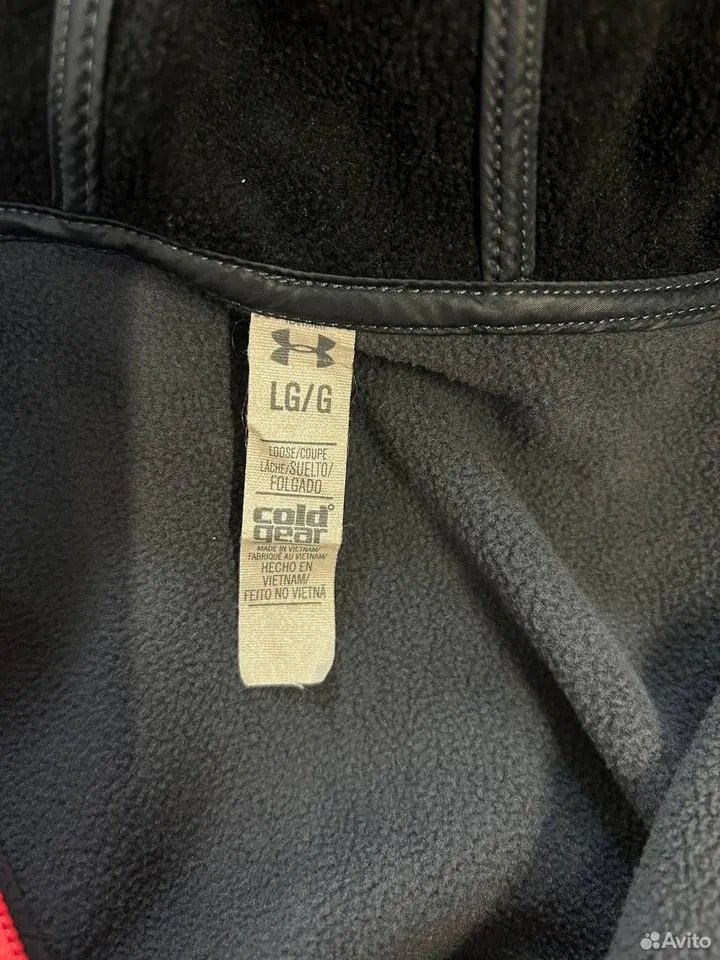 LG/G
LOOSE/COUPE
LÂCHE/SUELTO/
FOLGADO
cold
gear
MADE IN VIETNAM/
FABRIQUÉ AU VIETNAM/
HECHO EN
VIETNAM/
FEITO NO VIETNÃ
Avito